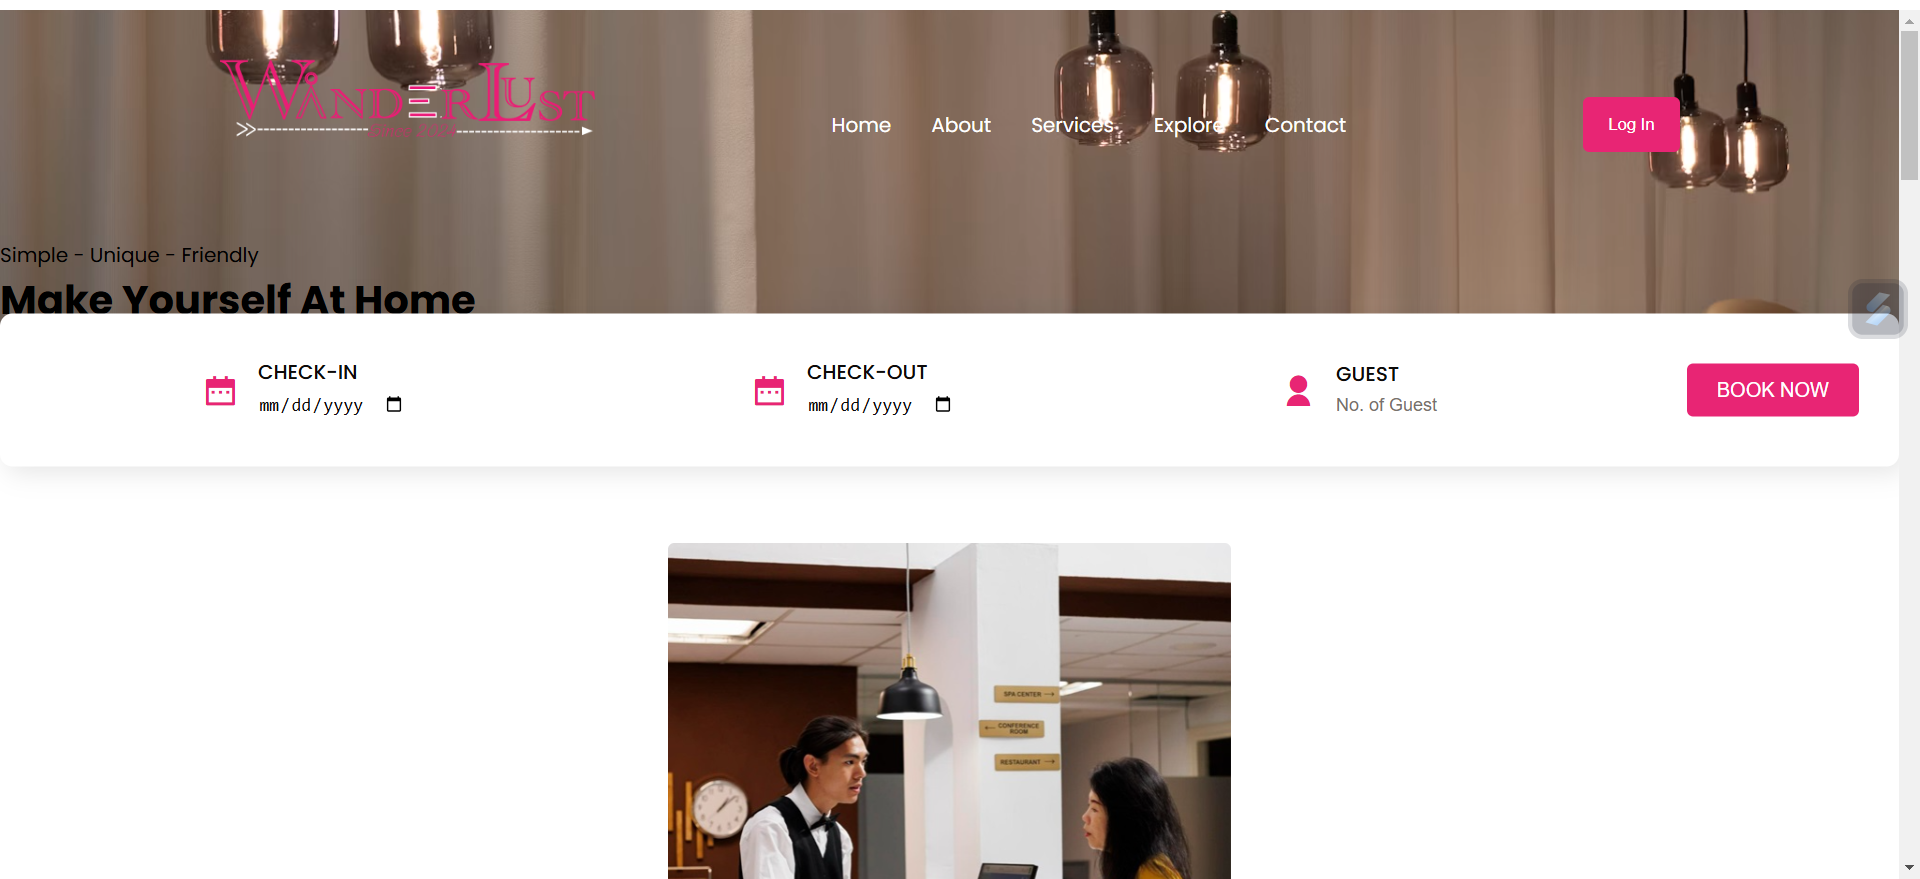 WANDERLUST
Since 2024
Home About Services Explore Contact
Log In
Simple - Unique - Friendly
Make Yourself At Home
CHECK-IN
mm/dd/yyyy
CHECK-OUT
mm/dd/yyyy
GUEST
No. of Guest
BOOK NOW
SPA CENTER →
← CONFERENCE
ROOM
RESTAURANT →